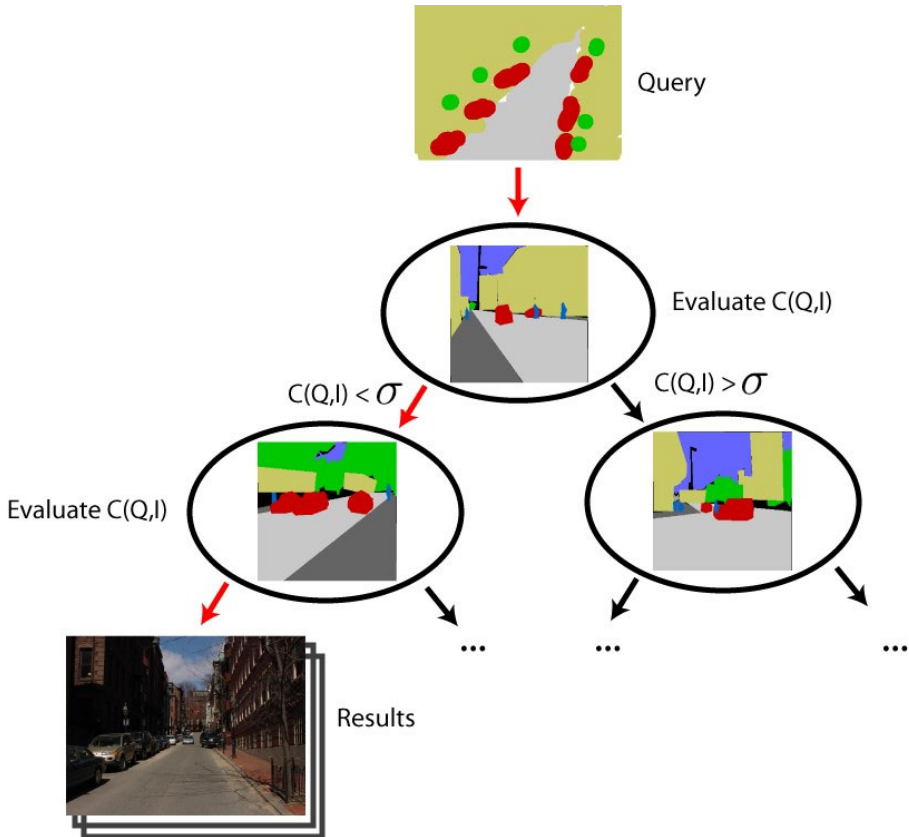 Query
Evaluate C(Q,I)
C(Q,I) < σ
C(Q,I) > σ
Evaluate C(Q,I)
...
...
...
Results